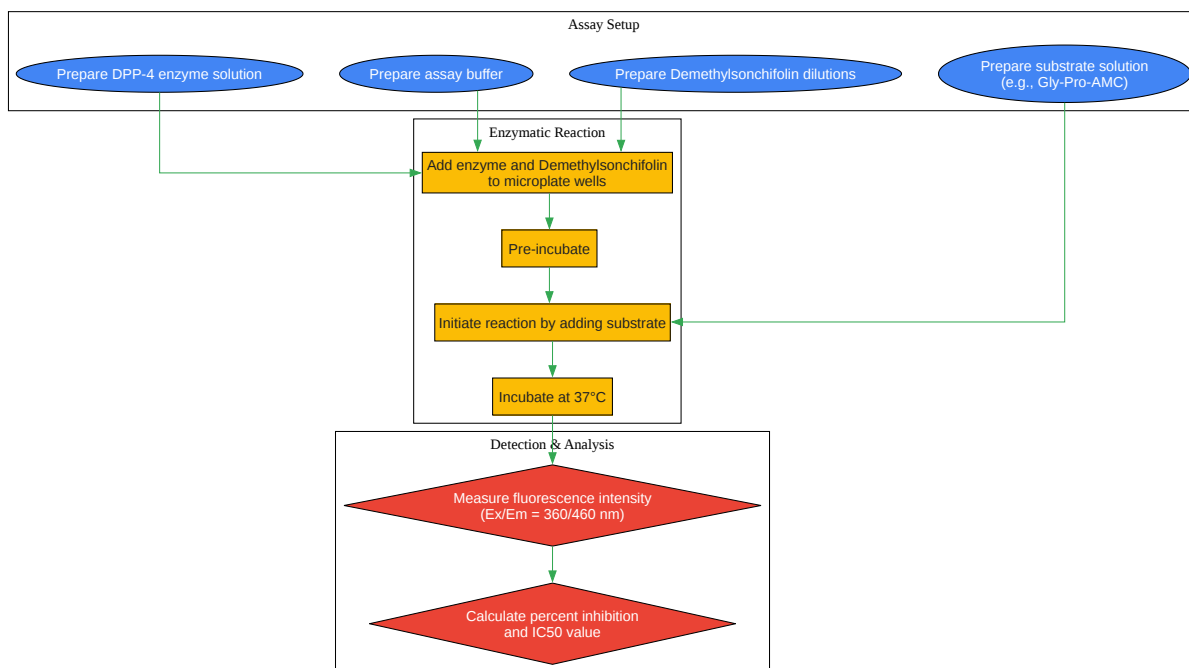 Assay Setup
Prepare DPP-4 enzyme solution
Prepare assay buffer
Prepare Demethylsonchifolin dilutions
Prepare substrate solution
(e.g., Gly-Pro-AMC)
Enzymatic Reaction
Add enzyme and Demethylsonchifolin
to microplate wells
Pre-incubate
Initiate reaction by adding substrate
Incubate at 37°C
Detection & Analysis
Measure fluorescence intensity
(Ex/Em = 360/460 nm)
Calculate percent inhibition
and IC50 value